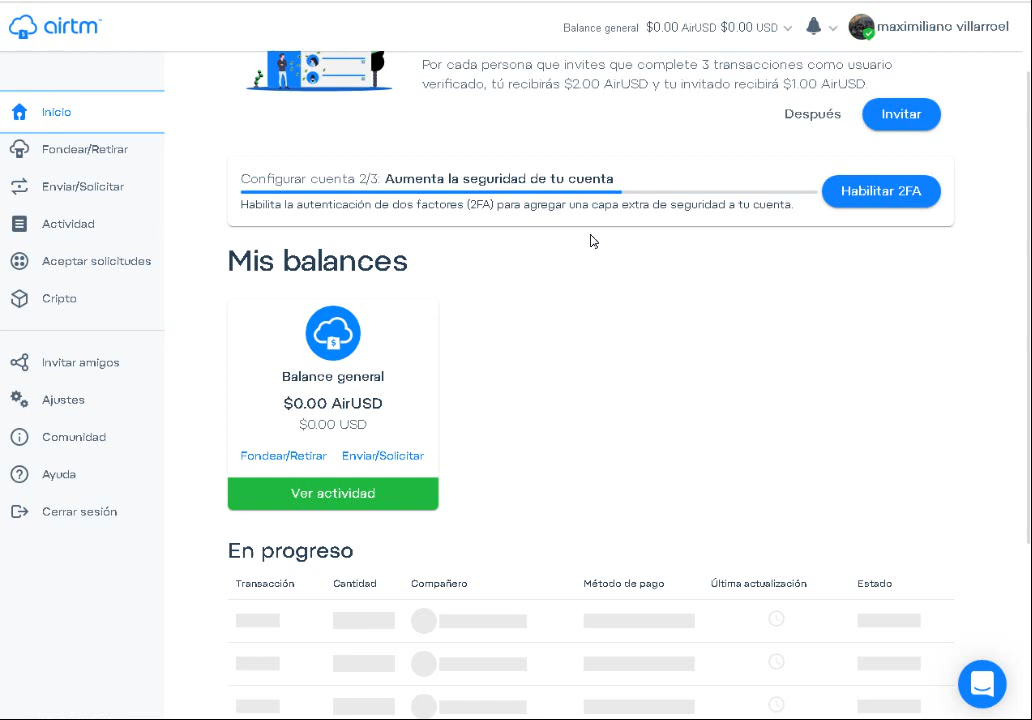 airtm
Balance general $0.00 AirUSD $0.00 USD
maximiliano villarroel
Por cada persona que invites que complete 3 transacciones como usuario
verificado, tú recibirás $2.00 AirUSD y tu invitado recibirá $1.00 AirUSD.
Después
Invitar
Inicio
Fondear/Retirar
Enviar/Solicitar
Actividad
Aceptar solicitudes
Cripto
Invitar amigos
Ajustes
Comunidad
Ayuda
Cerrar sesión
Configurar cuenta 2/3: Aumenta la seguridad de tu cuenta
Habilita la autenticación de dos factores (2FA) para agregar una capa extra de seguridad a tu cuenta.
Habilitar 2FA
Mis balances
Balance general
$0.00 AirUSD
$0.00 USD
Fondear/Retirar Enviar/Solicitar
Ver actividad
En progreso
Transacción Cantidad Compañero Método de pago Última actualización Estado